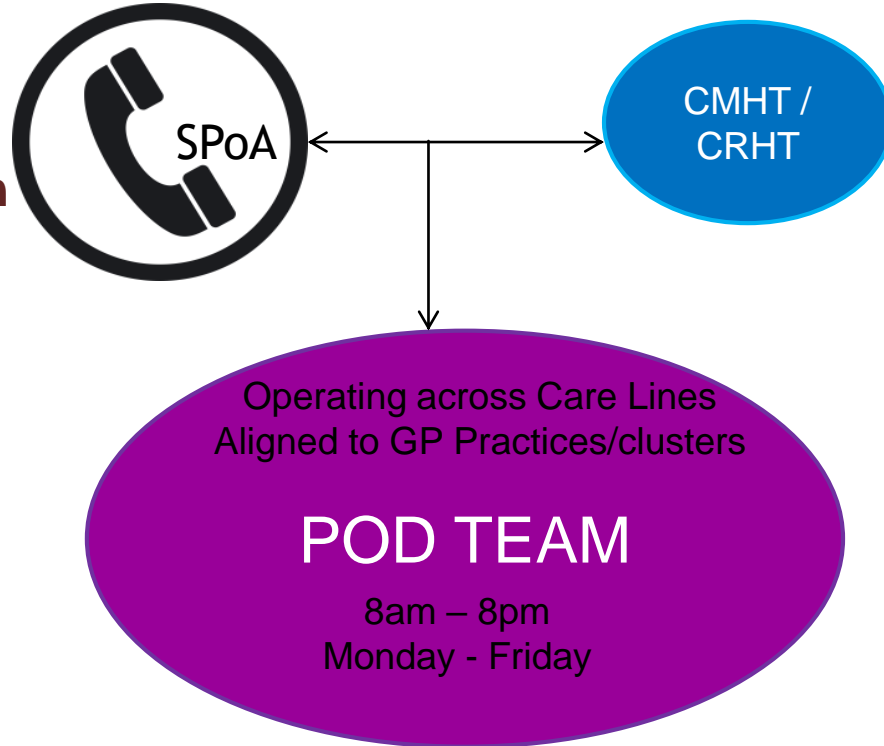 SPoA
CMHT /
CRHT
Operating across Care Lines
Aligned to GP Practices/clusters
POD TEAM
8am – 8pm
Monday - Friday